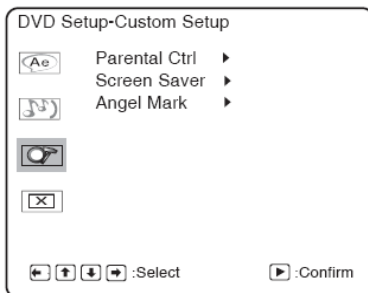 DVD Setup-Custom Setup
Ae
Parental Ctrl
Screen Saver
Angel Mark
:Select
:Confirm